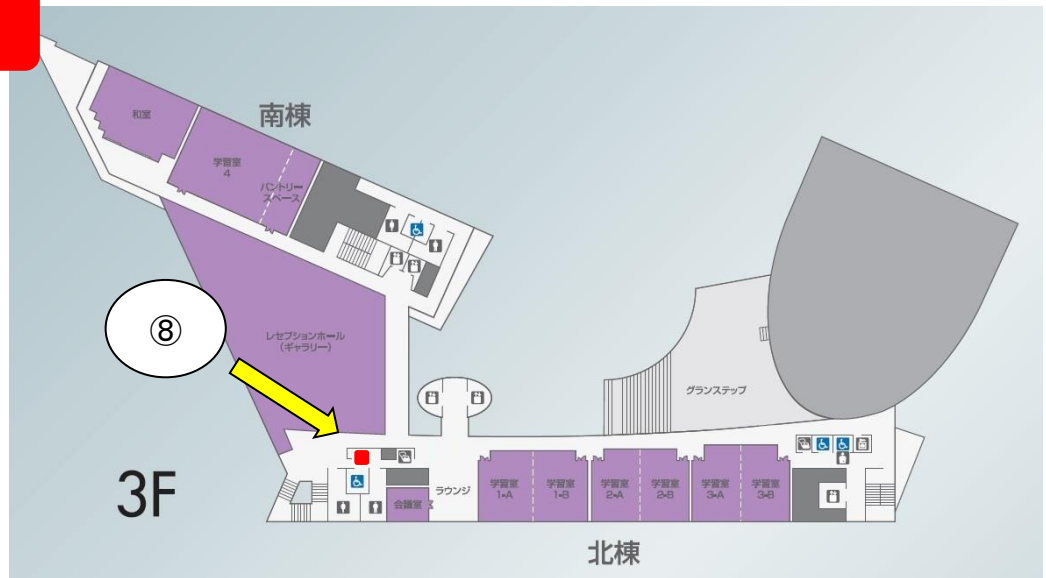 南棟
和室
学習室
4
パントリー
スペース
⑧
レセプションホール
(ギャラリー)
グランステップ
3F
ラウンジ
会議室
学習室
1-A
学習室
1-B
学習室
2-A
学習室
2-B
学習室
3-A
学習室
3-B
北棟